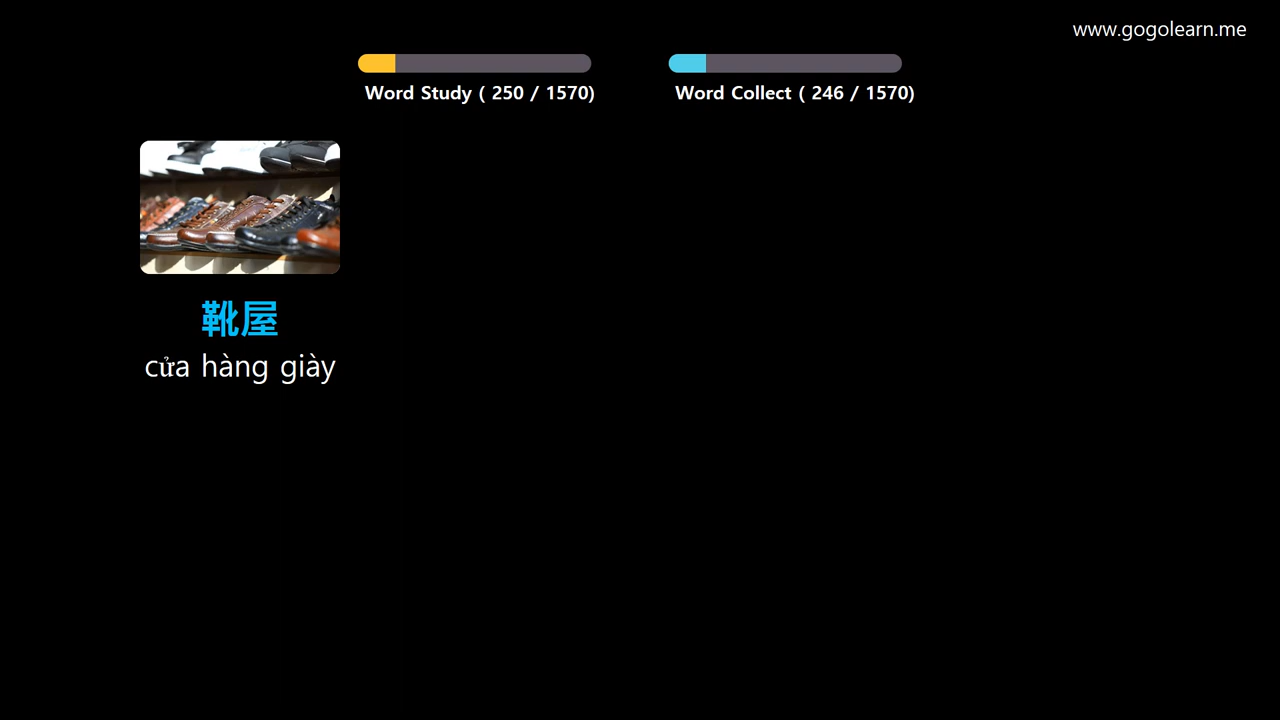 www.gogolearn.me
Word Study ( 250 / 1570)
Word Collect ( 246 / 1570)
靴屋
cửa hàng giày